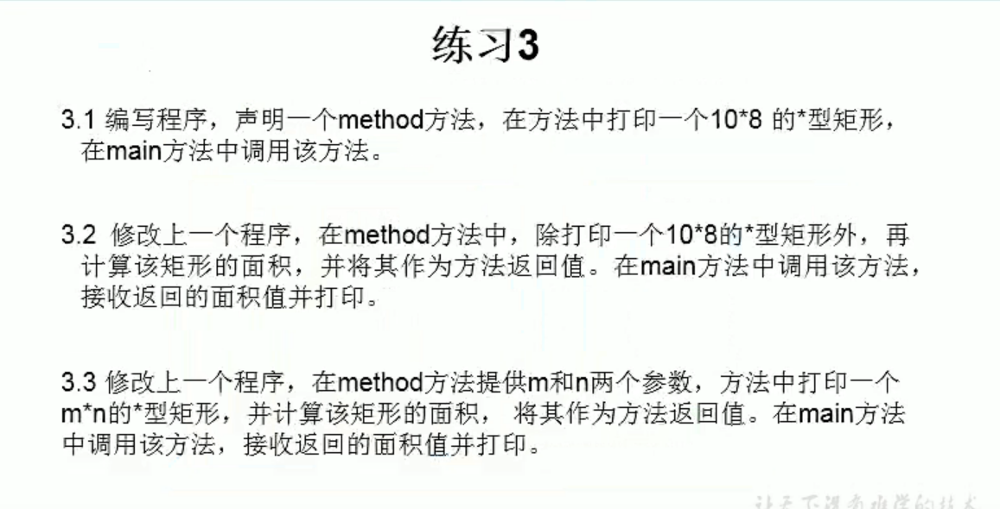 练习3
3.1 编写程序，声明一个method方法，在方法中打印一个10*8 的*型矩形，
在main方法中调用该方法。
3.2 修改上一个程序，在method方法中，除打印一个10*8的*型矩形外，再
计算该矩形的面积，并将其作为方法返回值。在main方法中调用该方法，
接收返回的面积值并打印。
3.3 修改上一个程序，在method方法提供m和n两个参数，方法中打印一个
m*n的*型矩形，并计算该矩形的面积， 将其作为方法返回值。在main方法
中调用该方法，接收返回的面积值并打印。
让天下没有难学的技术